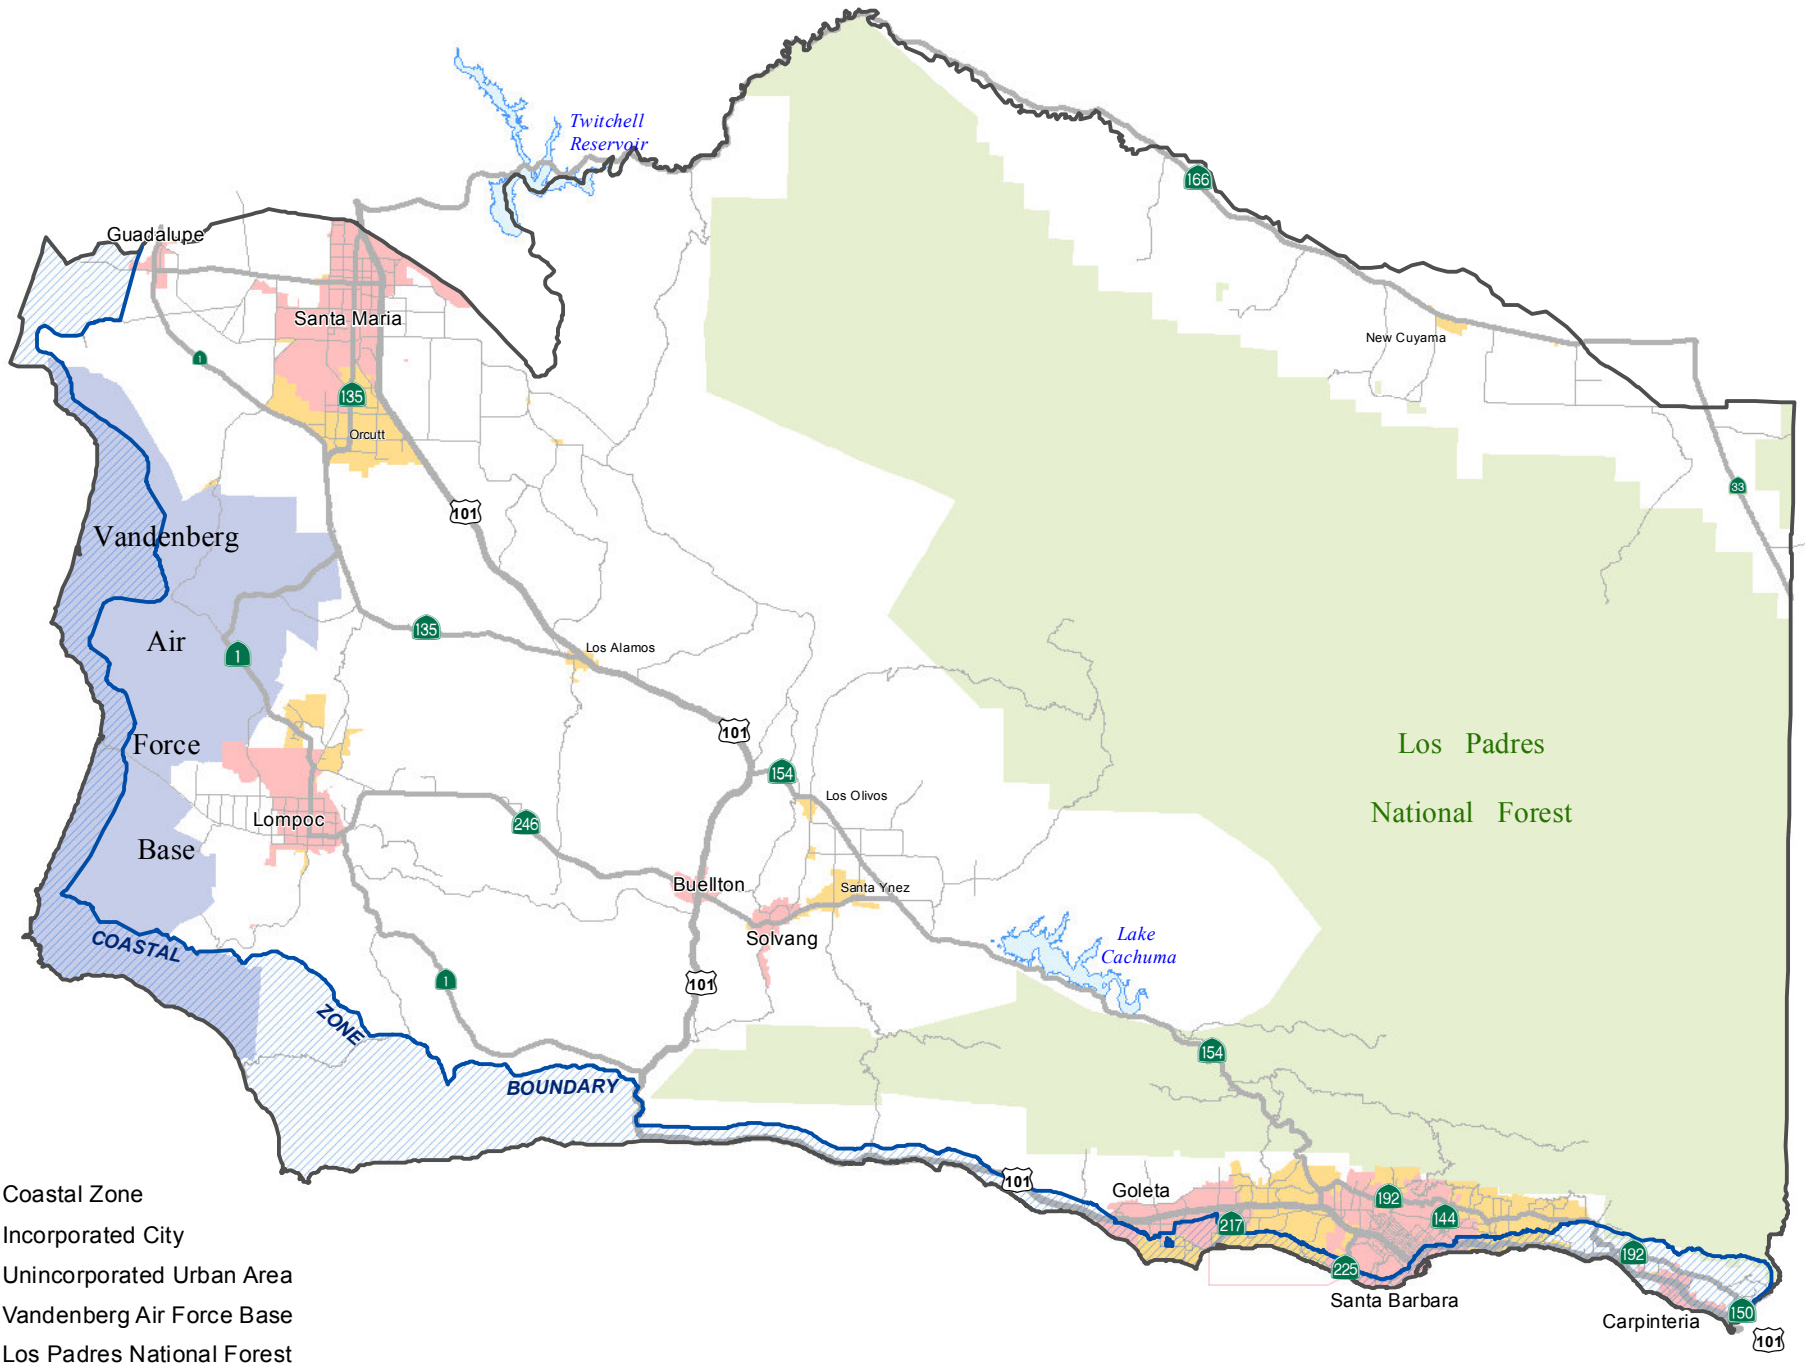 Twitchell
Reservoir
166
Guadalupe
Santa Maria
1
New Cuyama
135
Orcutt
33
101
Vandenberg
135
Air
1
Los Alamos
101
Force
Los Padres
154
Los Olivos
National Forest
246
Lompoc
Base
Buellton
Santa Ynez
Solvang
Lake
Cachuma
COASTAL
1
101
ZONE
154
BOUNDARY
101
Goleta
192
144
217
192
225
Santa Barbara
Carpinteria
150
101
Coastal Zone
Incorporated City
Unincorporated Urban Area
Vandenberg Air Force Base
Los Padres National Forest